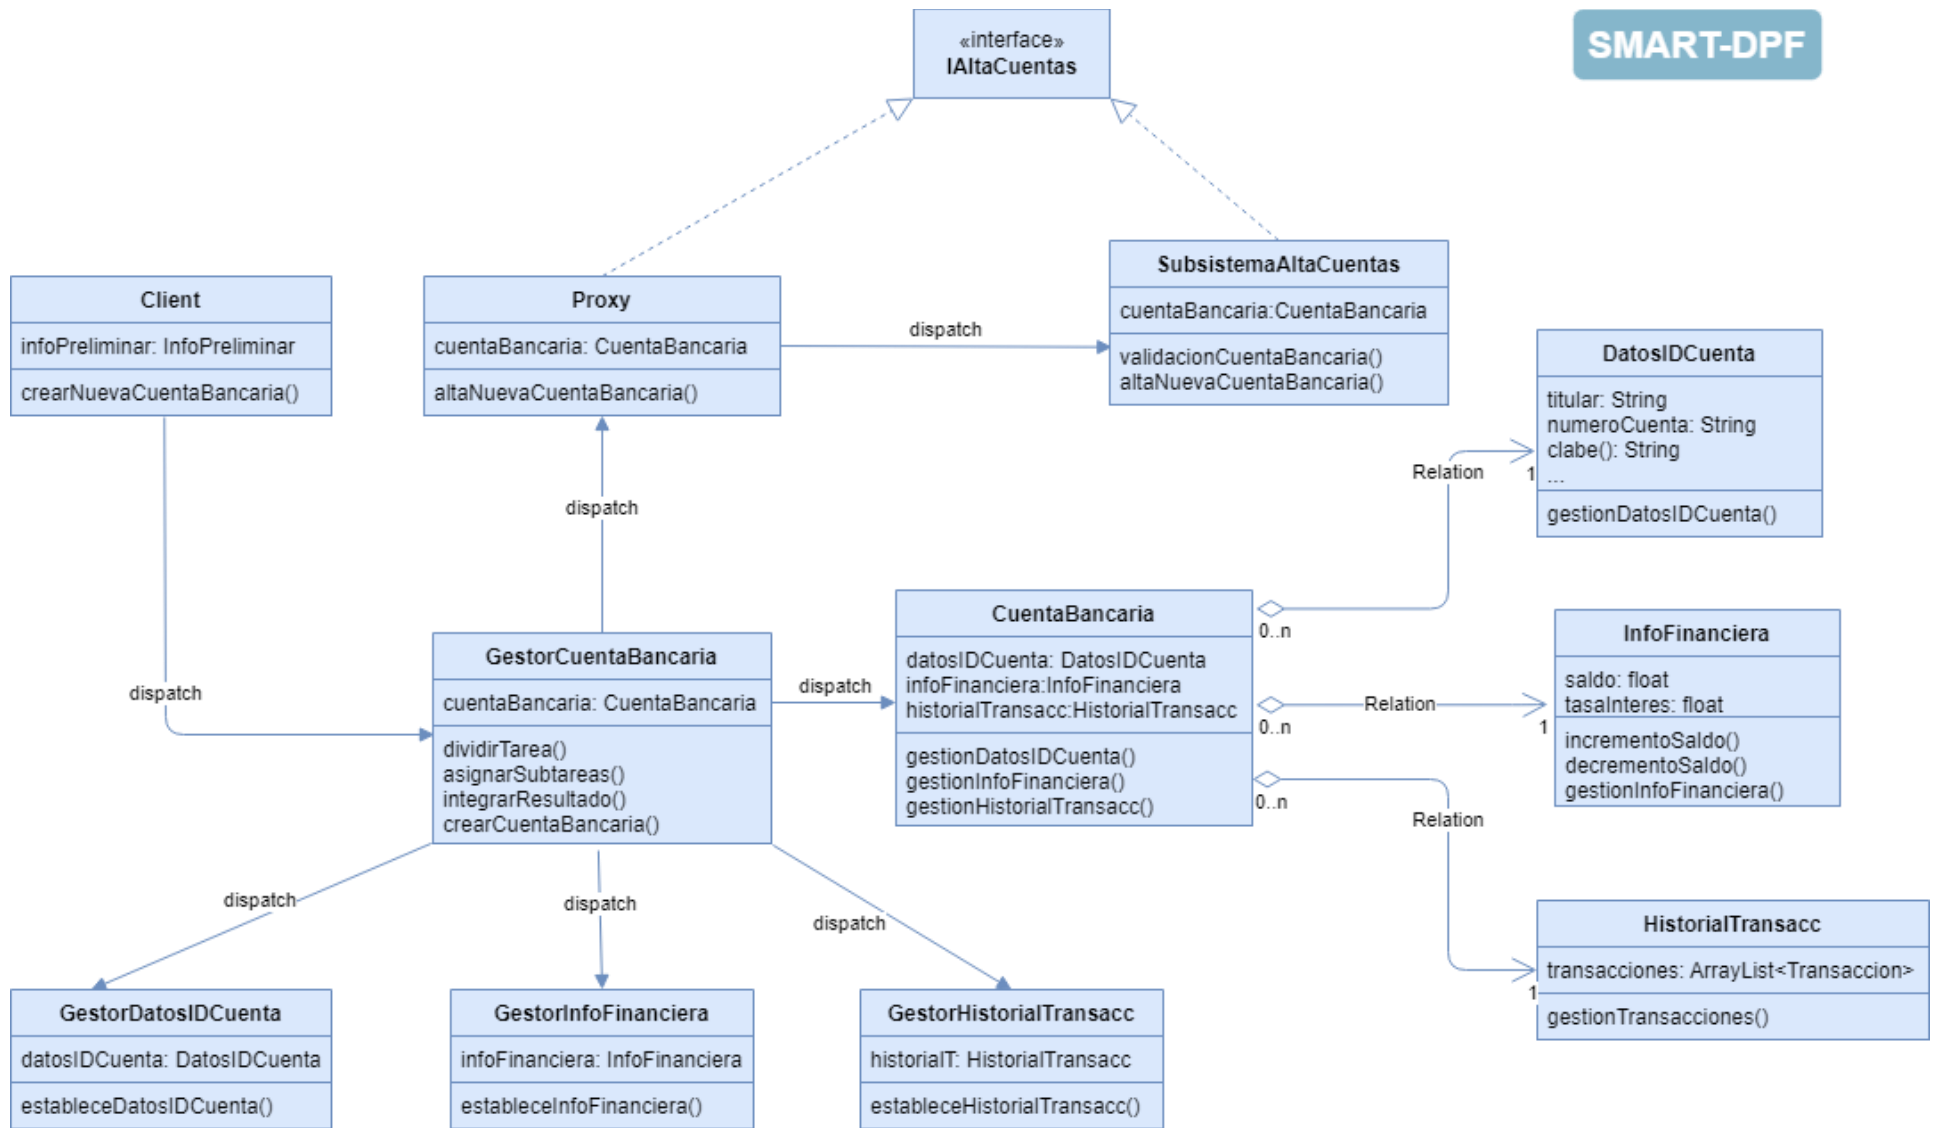 «interface»
IAltaCuentas
SMART-DPF
Client
infoPreliminar: InfoPreliminar
crearNuevaCuentaBancaria()
Proxy
cuentaBancaria: CuentaBancaria
altaNuevaCuentaBancaria()
dispatch
SubsistemaAltaCuentas
cuentaBancaria:CuentaBancaria
validacionCuentaBancaria()
altaNuevaCuentaBancaria()
DatosIDCuenta
titular: String
numeroCuenta: String
clabe(): String
...
gestionDatosIDCuenta()
Relation
1
dispatch
dispatch
GestorCuentaBancaria
cuentaBancaria: CuentaBancaria
dividirTarea()
asignarSubtareas()
integrarResultado()
crearCuentaBancaria()
dispatch
CuentaBancaria
datosIDCuenta: DatosIDCuenta
infoFinanciera:InfoFinanciera
historialTransacc:HistorialTransacc
gestionDatosIDCuenta()
gestionInfoFinanciera()
gestionHistorialTransacc()
0..n
0..n
0..n
Relation
1
InfoFinanciera
saldo: float
tasaInteres: float
incrementoSaldo()
decrementoSaldo()
gestionInfoFinanciera()
Relation
1
HistorialTransacc
transacciones: ArrayList<Transaccion>
gestionTransacciones()
dispatch
dispatch
dispatch
GestorDatosIDCuenta
datosIDCuenta: DatosIDCuenta
estableceDatosIDCuenta()
GestorInfoFinanciera
infoFinanciera: InfoFinanciera
estableceInfoFinanciera()
GestorHistorialTransacc
historialT: HistorialTransacc
estableceHistorialTransacc()